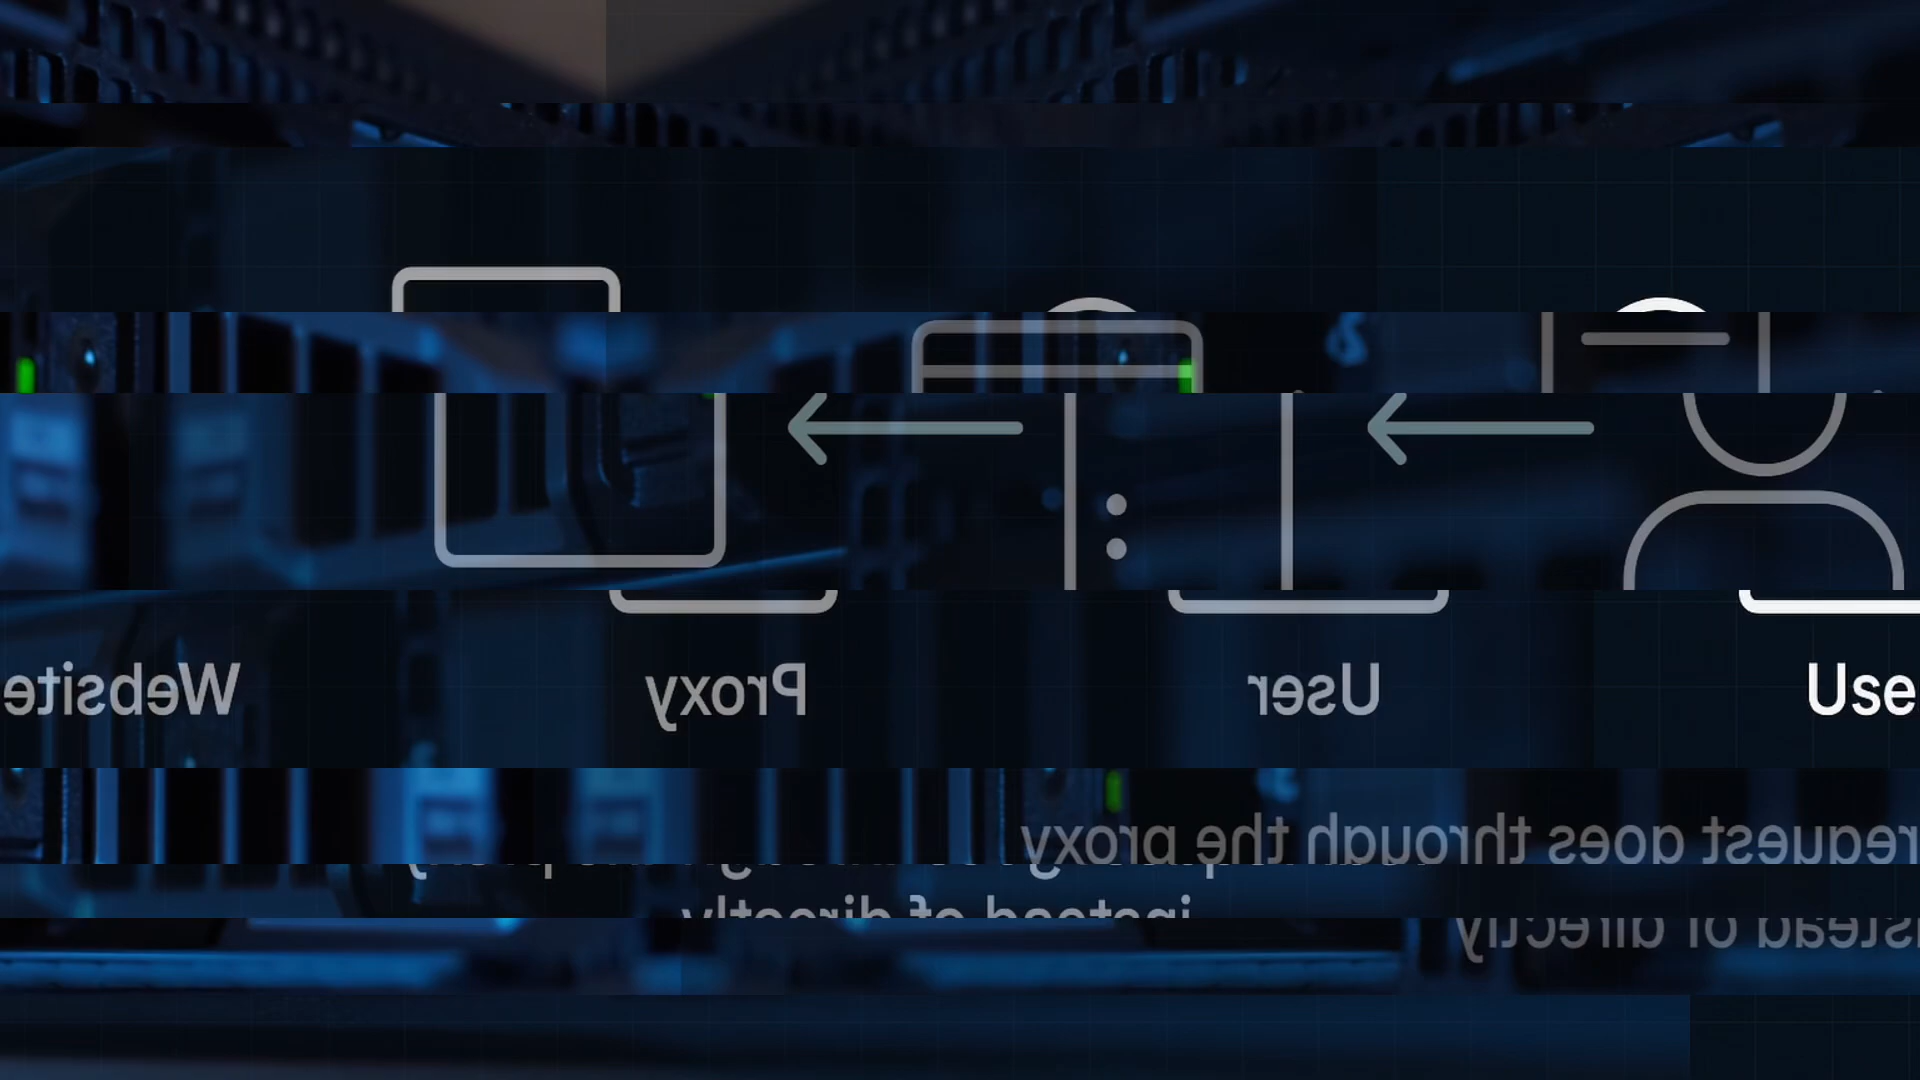 Website Proxy User Use
request goes through the proxy
instead of directly